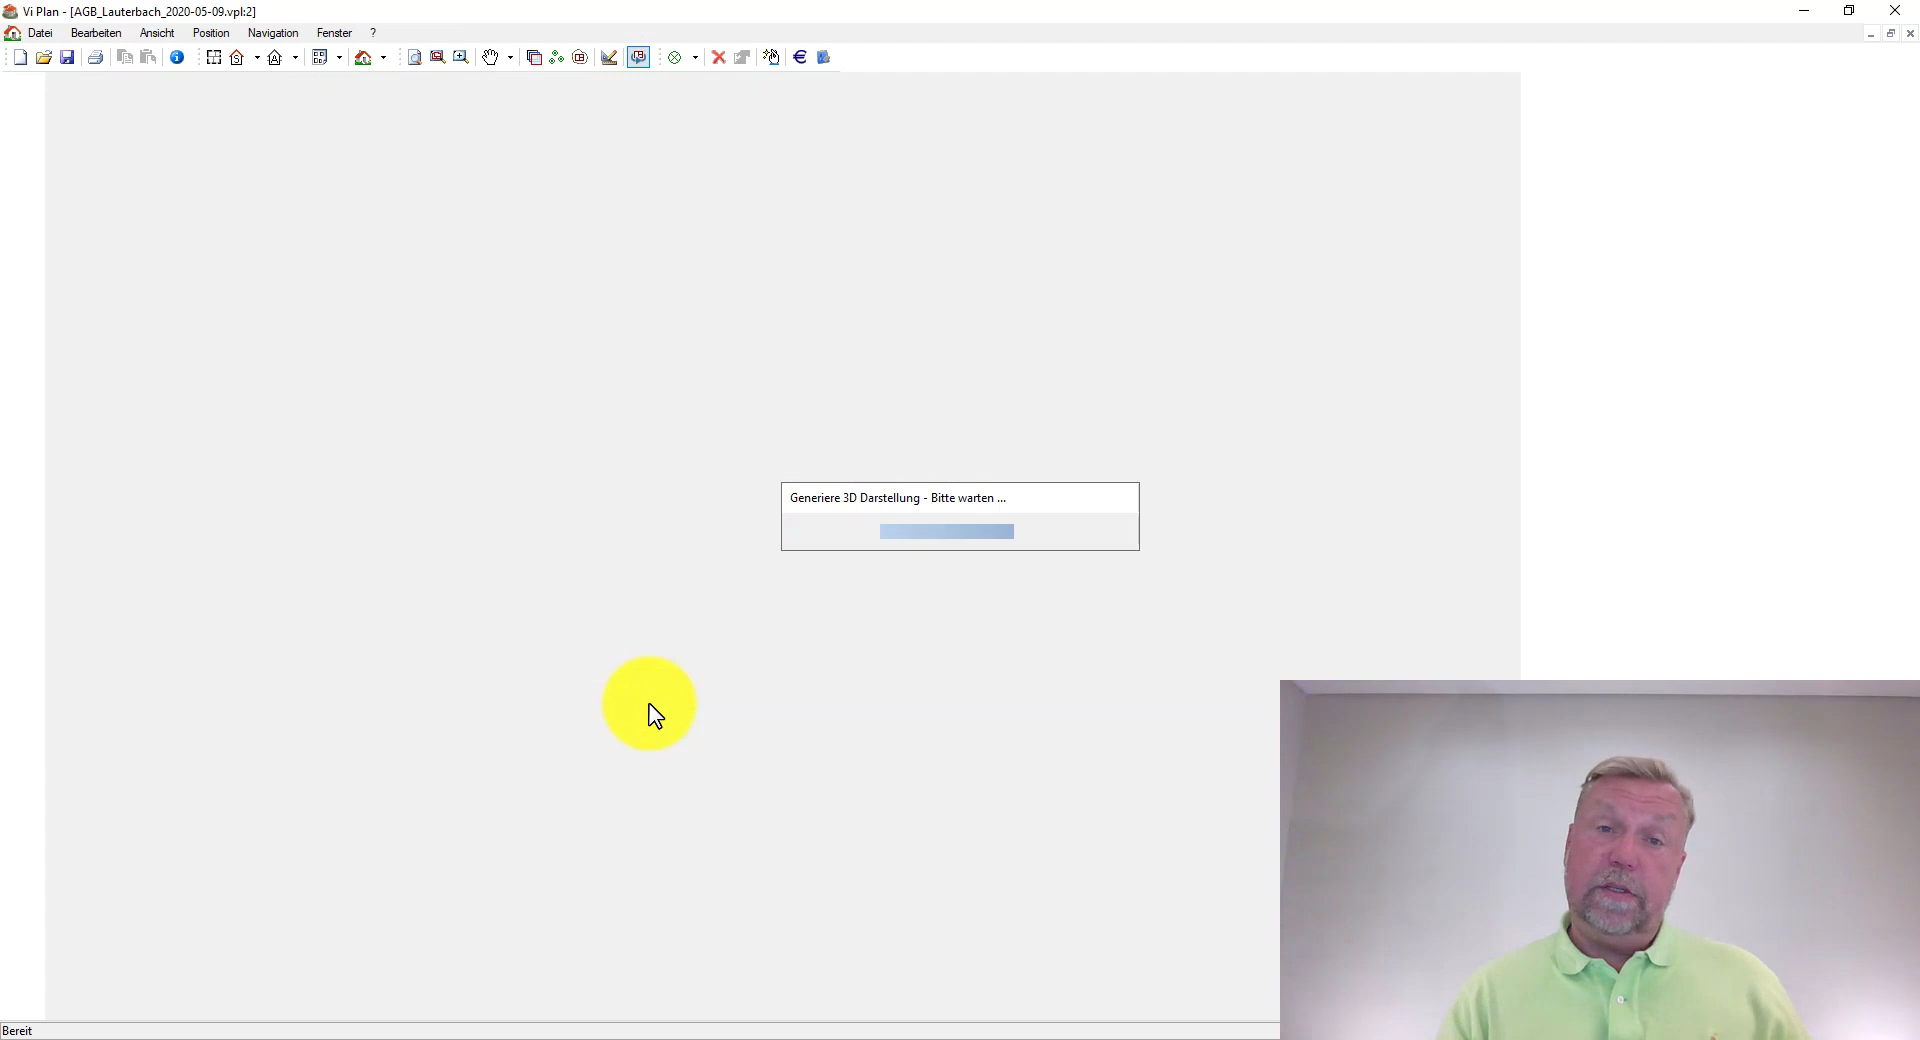 Vi Plan - [AGB_Lauterbach_2020-05-09.vpl:2]
Datei Bearbeiten Ansicht Position Navigation Fenster ?
Generiere 3D Darstellung - Bitte warten ...
Bereit